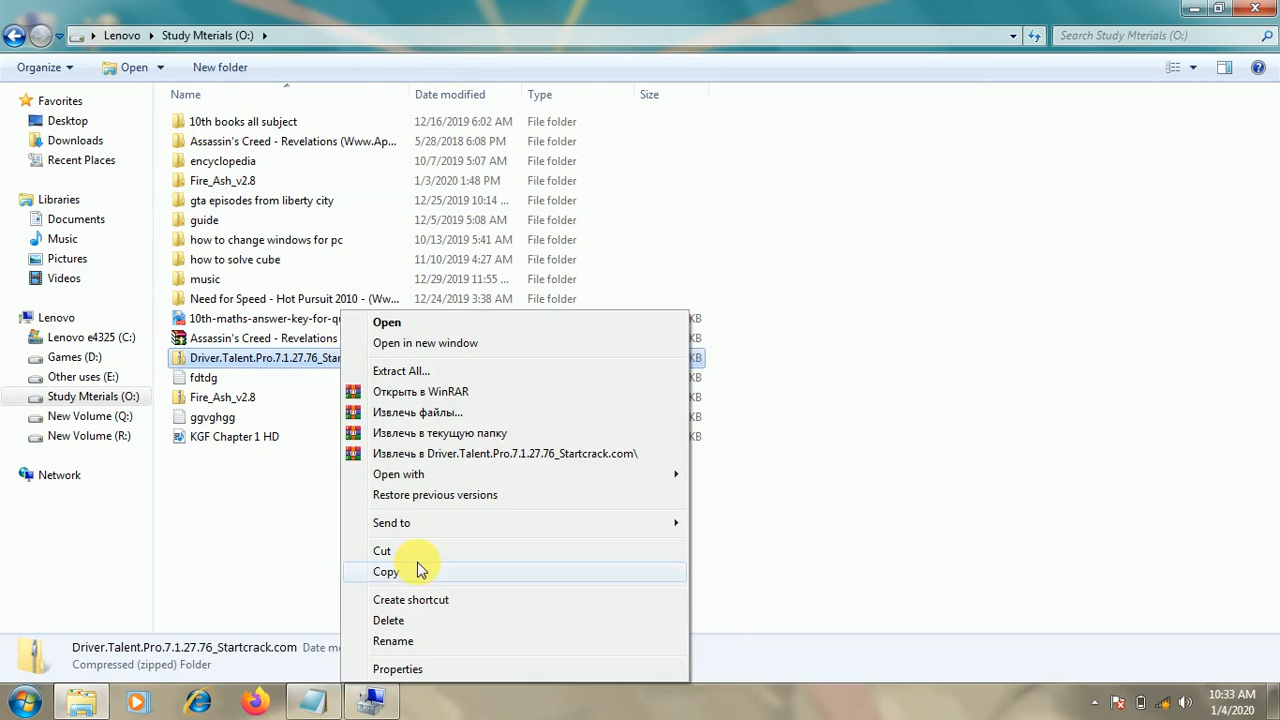 Lenovo Study Mterials (O:) Search Study Mterials (O:)
Organize Open New folder
Name Date modified Type Size
Favorites
Desktop
Downloads
Recent Places
Libraries
Documents
Music
Pictures
Videos
Lenovo
Lenovo e4325 (C:)
Games (D:)
Other uses (E:)
Study Mterials (O:)
New Volume (Q:)
New Volume (R:)
Network
10th books all subject 12/16/2019 6:02 AM File folder
Assassin's Creed - Revelations (Www.Ap... 5/28/2018 6:08 PM File folder
encyclopedia 10/7/2019 5:07 AM File folder
Fire_Ash_v2.8 1/3/2020 1:48 PM File folder
gta episodes from liberty city 12/25/2019 10:14 ... File folder
guide 12/5/2019 5:08 AM File folder
how to change windows for pc 10/13/2019 5:41 AM File folder
how to solve cube 11/10/2019 4:27 AM File folder
music 12/29/2019 11:55 ... File folder
Need for Speed - Hot Pursuit 2010 - (Ww... 12/24/2019 3:38 AM File folder
10th-maths-answer-key-for-qu KB
Assassin's Creed - Revelations KB
Driver.Talent.Pro.7.1.27.76_Star KB
fdtdg KB
Fire_Ash_v2.8 KB
ggvghgg KB
KGF Chapter 1 HD KB
Open
Open in new window
Extract All...
Открыть в WinRAR
Извлечь файлы...
Извлечь в текущую папку
Извлечь в Driver.Talent.Pro.7.1.27.76_Startcrack.com\
Open with
Restore previous versions
Send to
Cut
Copy
Create shortcut
Delete
Rename
Properties
Driver.Talent.Pro.7.1.27.76_Startcrack.com Date mo
Compressed (zipped) Folder
10:33 AM
1/4/2020